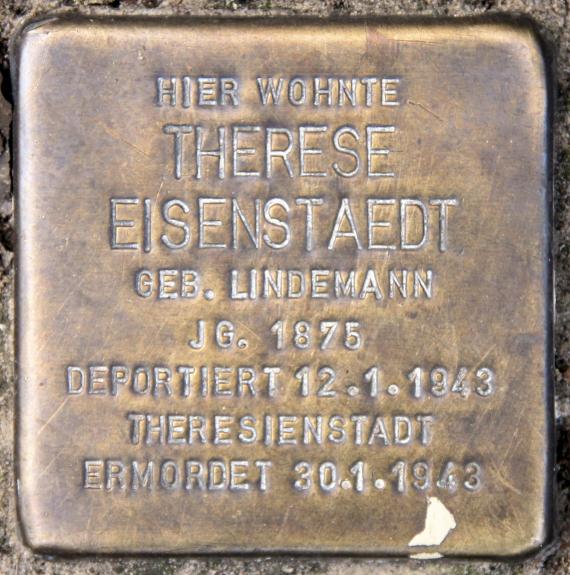 HIER WOHNTE
THERESE
EISENSTAEDT
GEB. LINDEMANN
JG. 1875
DEPORTIERT 12.1.1943
THERESIENSTADT
ERMORDET 30.1.1943